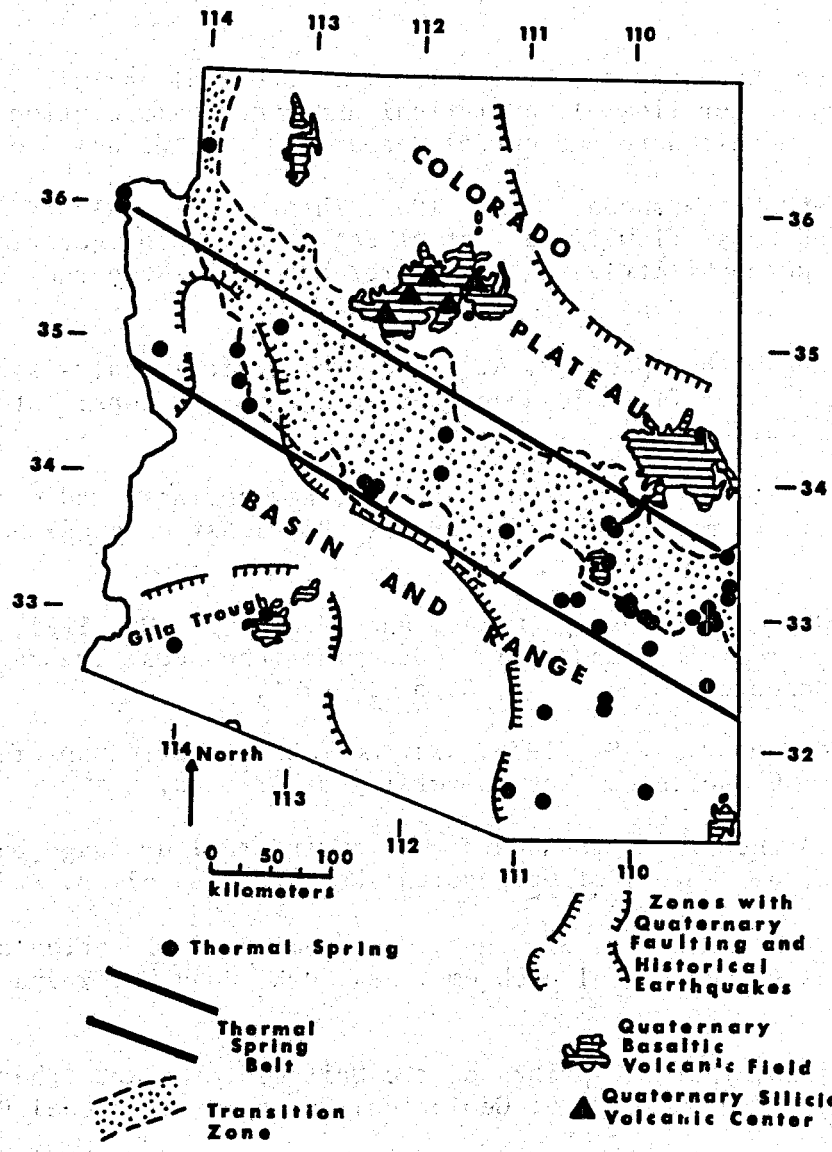 114 113 112 111 110
COLORADO
36 36
35 PLATEAU 35
34 34
BASIN AND RANGE
33 Gila Trough 33
32
114 North
113
112
111 110
0 50 100
kilometers
Thermal Spring
Thermal
Spring
Belt
Transition
Zone
Zones with
Quaternary
Faulting and
Historical
Earthquakes
Quaternary
Basaltic
Volcanic Field
Quaternary Silicic
Volcanic Center